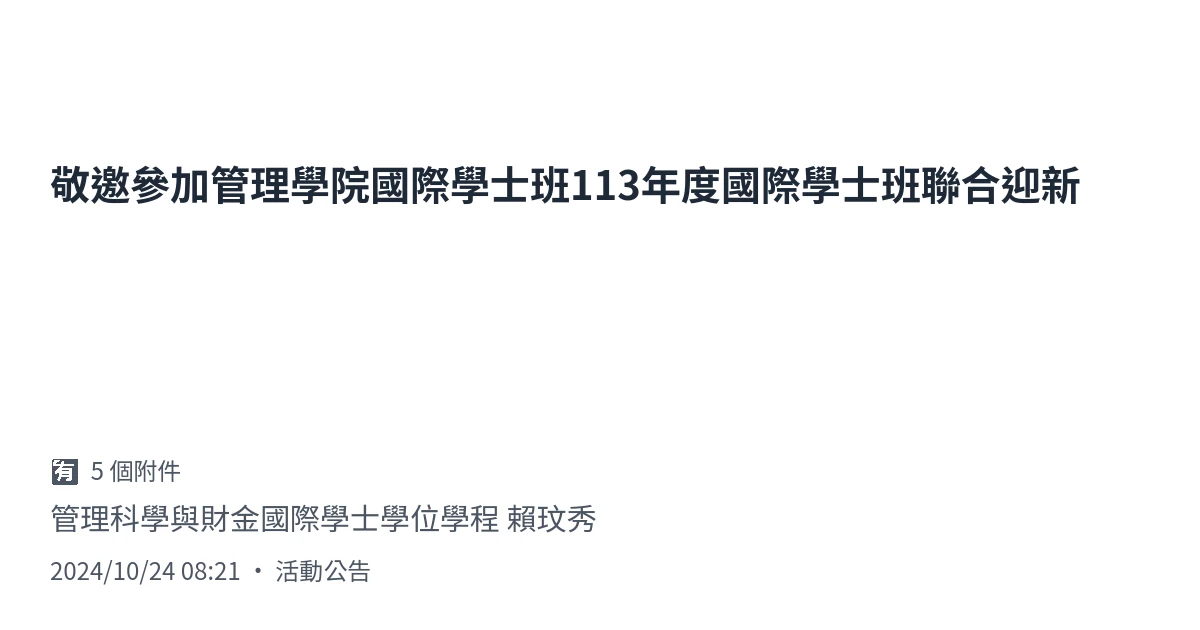 敬邀參加管理學院國際學士班113年度國際學士班聯合迎新
🈶 5 個附件
管理科學與財金國際學士學位學程 賴玟秀
2024/10/24 08:21 · 活動公告